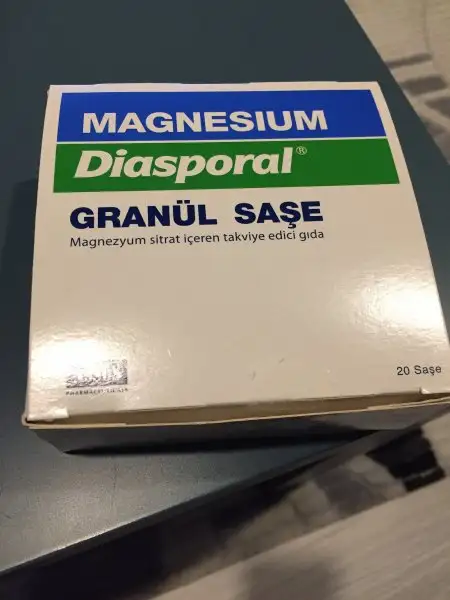 MAGNESIUM
Diasporal®
GRANÜL SAŞE
Magnezyum sitrat içeren takviye edici gıda
20 Saşe